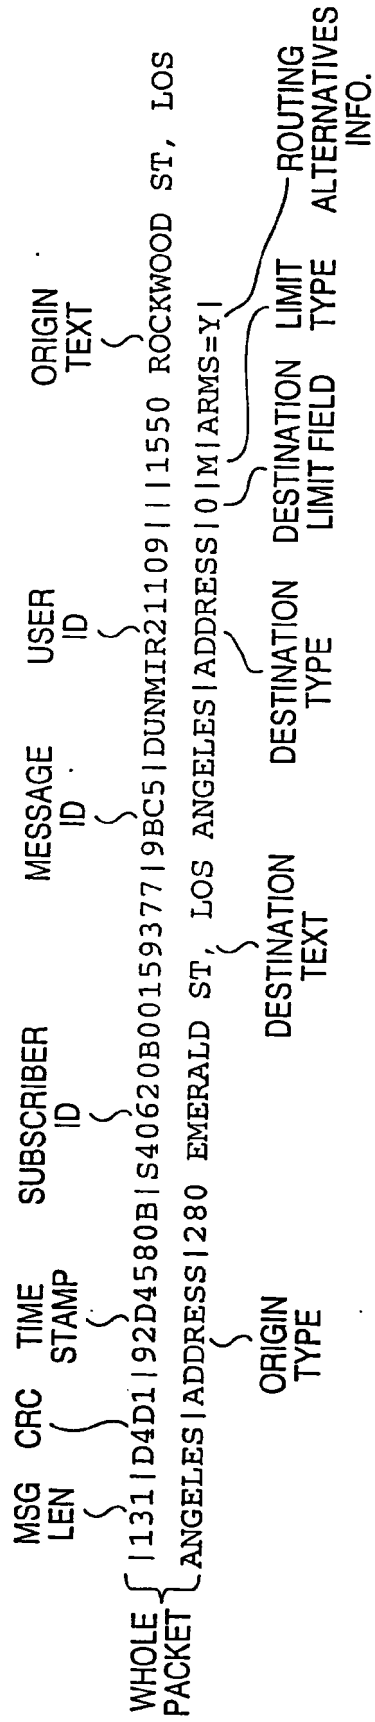 MSG
LEN
CRC
TIME
STAMP
SUBSCRIBER
ID
MESSAGE
ID
USER
ID
ORIGIN
TEXT
WHOLE
PACKET
|131|D4D1|92D4580B|S40620B00159377|9BC5|DUNMIR21109|||1550 ROCKWOOD ST, LOS
ANGELES|ADDRESS|280 EMERALD ST, LOS ANGELES|ADDRESS|0|M|ARMS=Y|
ORIGIN
TYPE
DESTINATION
TEXT
DESTINATION
TYPE
DESTINATION
LIMIT FIELD
LIMIT
TYPE
ROUTING
ALTERNATIVES
INFO.